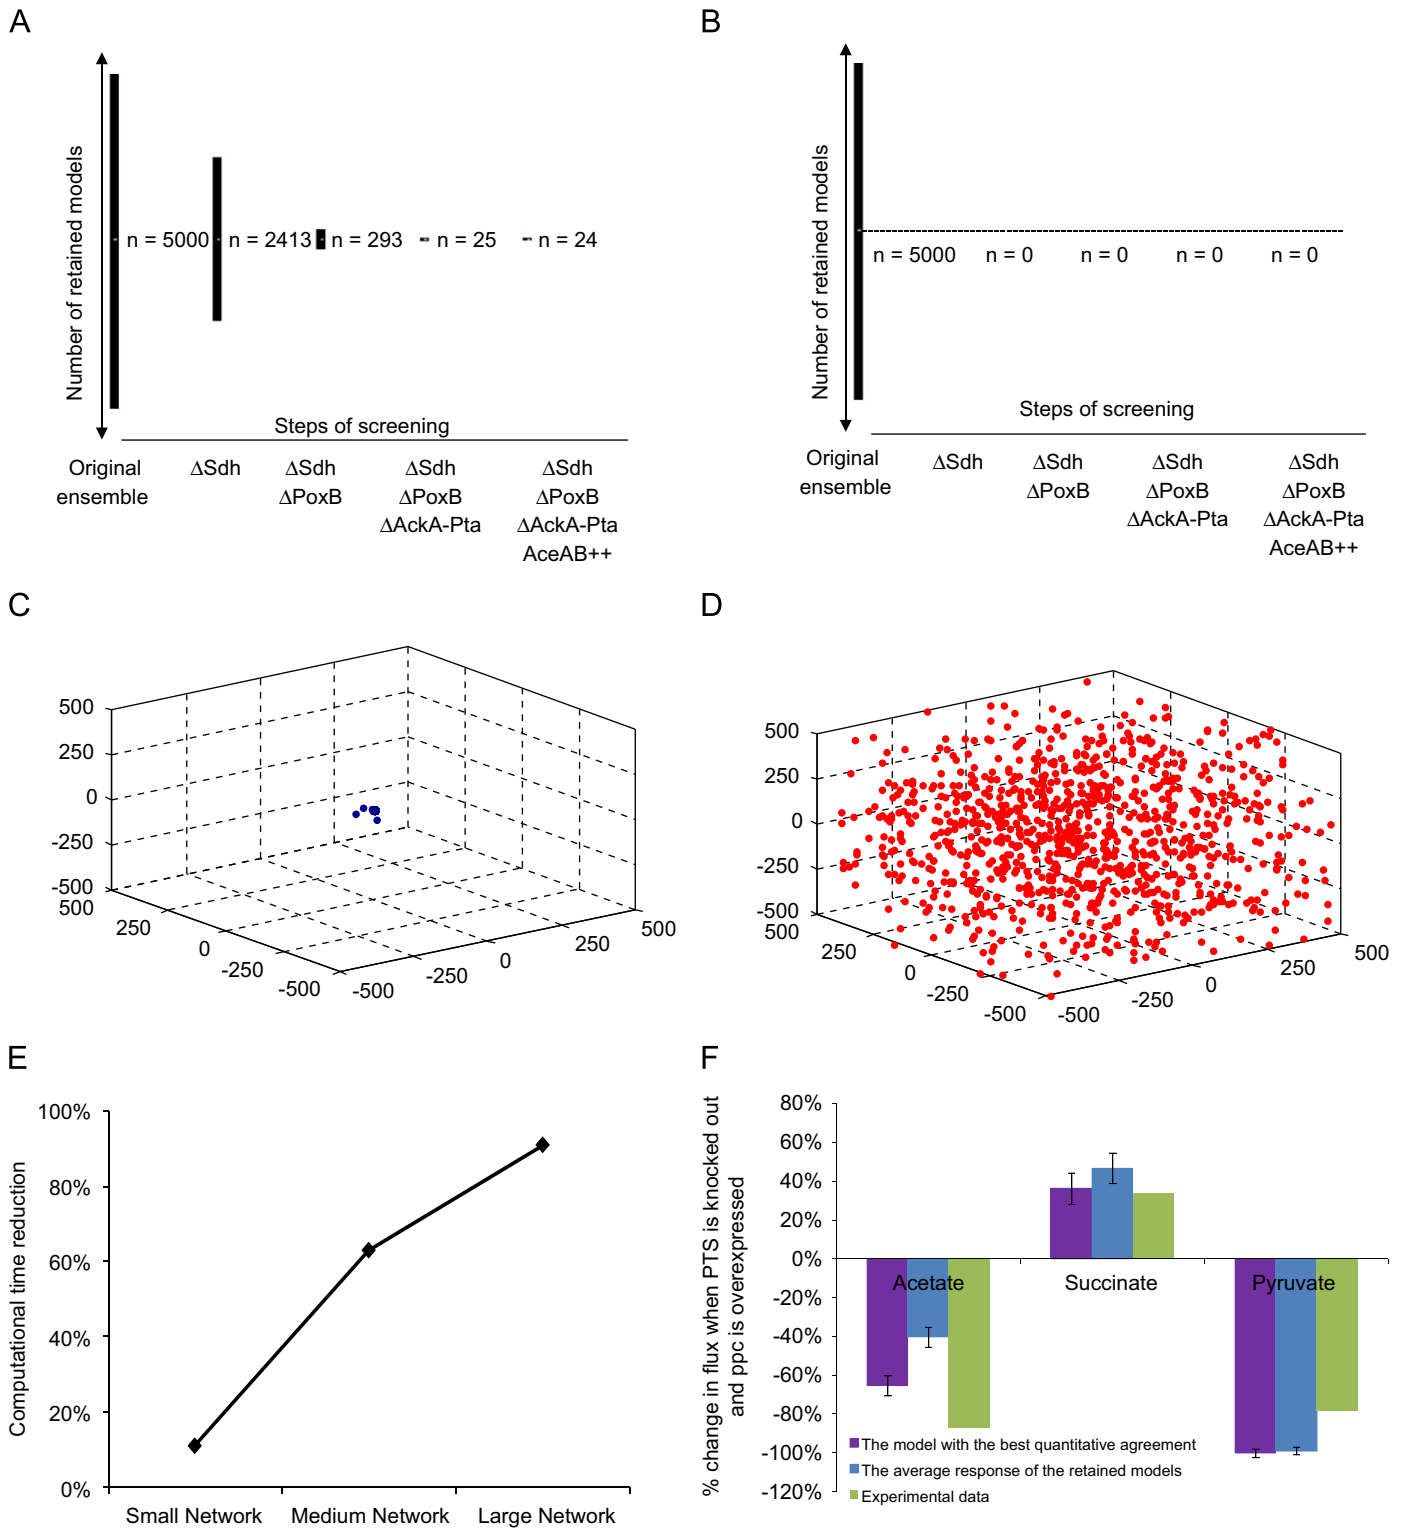 A
Number of retained models
n = 5000
n = 2413
n = 293
n = 25
n = 24
Steps of screening
Original
ensemble
ΔSdh
ΔSdh
ΔPoxB
ΔSdh
ΔPoxB
ΔAckA-Pta
ΔSdh
ΔPoxB
ΔAckA-Pta
AceAB++
B
Number of retained models
n = 5000
n = 0
n = 0
n = 0
n = 0
Steps of screening
Original
ensemble
ΔSdh
ΔSdh
ΔPoxB
ΔSdh
ΔPoxB
ΔAckA-Pta
ΔSdh
ΔPoxB
ΔAckA-Pta
AceAB++
C
500
250
0
-250
-500
500
250
0
-250
-500
-500
-250
0
250
500
D
500
250
0
-250
-500
500
250
0
-250
-500
-500
-250
0
250
500
E
Computational time reduction
100%
80%
60%
40%
20%
0%
Small Network
Medium Network
Large Network
F
% change in flux when PTS is knocked out
and ppc is overexpressed
80%
60%
40%
20%
0%
-20%
-40%
-60%
-80%
-100%
-120%
Acetate
Succinate
Pyruvate
The model with the best quantitative agreement
The average response of the retained models
Experimental data